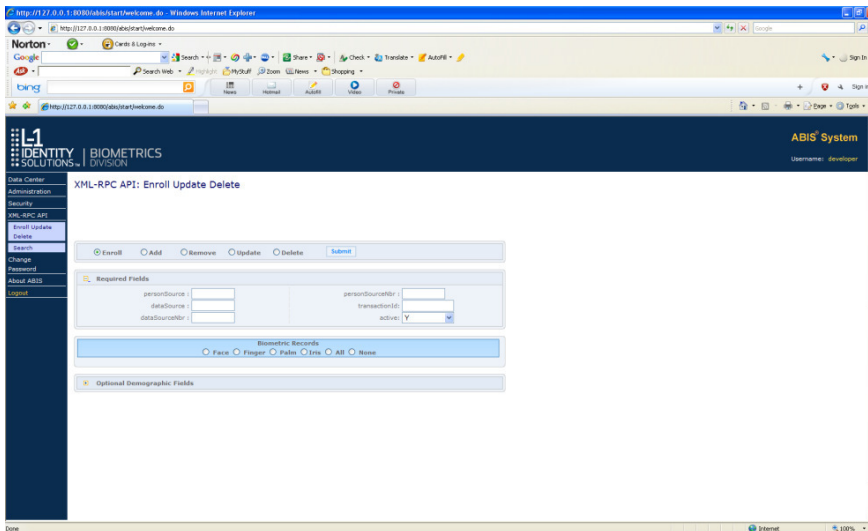 http://127.0.0.1:8080/abis/start/welcome.do - Windows Internet Explorer
http://127.0.0.1:8080/abis/start/welcome.do Google
Norton Cards & Log-ins
Google Search Share Check Translate AutoFill Sign In
Search Web Highlight MyStuff Zoom News Shopping
bing News Hotmail Autofill Video Private Sign in
http://127.0.0.1:8080/abis/start/welcome.do Page Tools
L-1
IDENTITY
SOLUTIONS
BIOMETRICS
DIVISION
ABIS® System
Username: developer
Data Center
Administration
Security
XML-RPC API
Enroll Update
Delete
Search
Change
Password
About ABIS
Logout
XML-RPC API: Enroll Update Delete
Enroll Add Remove Update Delete Submit
Required Fields
personSource : personSourceNbr :
dataSource : transactionId:
dataSourceNbr : active: Y
Biometric Records
Face Finger Palm Iris All None
Optional Demographic Fields
Done Internet 100%